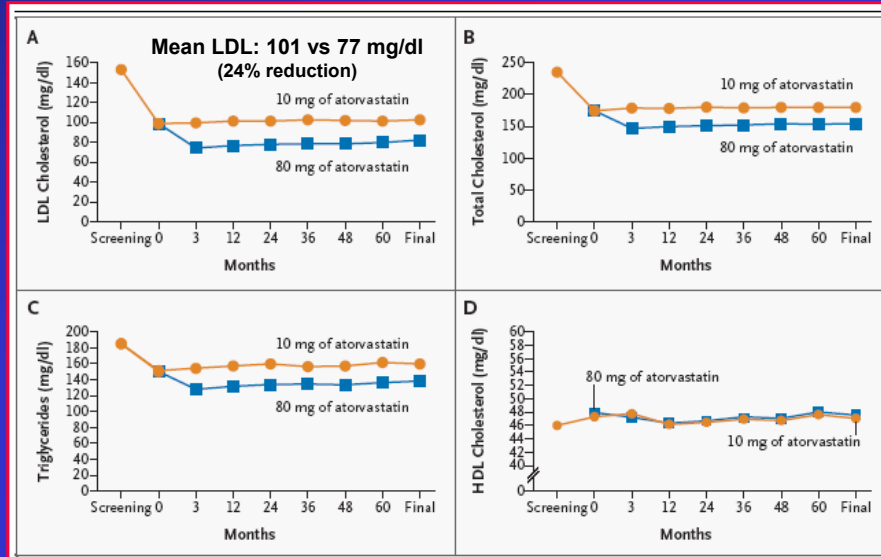 A
Mean LDL: 101 vs 77 mg/dl
(24% reduction)
LDL Cholesterol (mg/dl)
160
140
120
100
80
60
40
20
0
10 mg of atorvastatin
80 mg of atorvastatin
Screening 0 3 12 24 36 48 60 Final
Months
B
Total Cholesterol (mg/dl)
250
200
150
100
50
0
10 mg of atorvastatin
80 mg of atorvastatin
Screening 0 3 12 24 36 48 60 Final
Months
C
Triglycerides (mg/dl)
200
180
160
140
120
100
80
60
40
20
0
10 mg of atorvastatin
80 mg of atorvastatin
Screening 0 3 12 24 36 48 60 Final
Months
D
HDL Cholesterol (mg/dl)
60
58
56
54
52
50
48
46
44
42
40
0
80 mg of atorvastatin
10 mg of atorvastatin
Screening 0 3 12 24 36 48 60 Final
Months